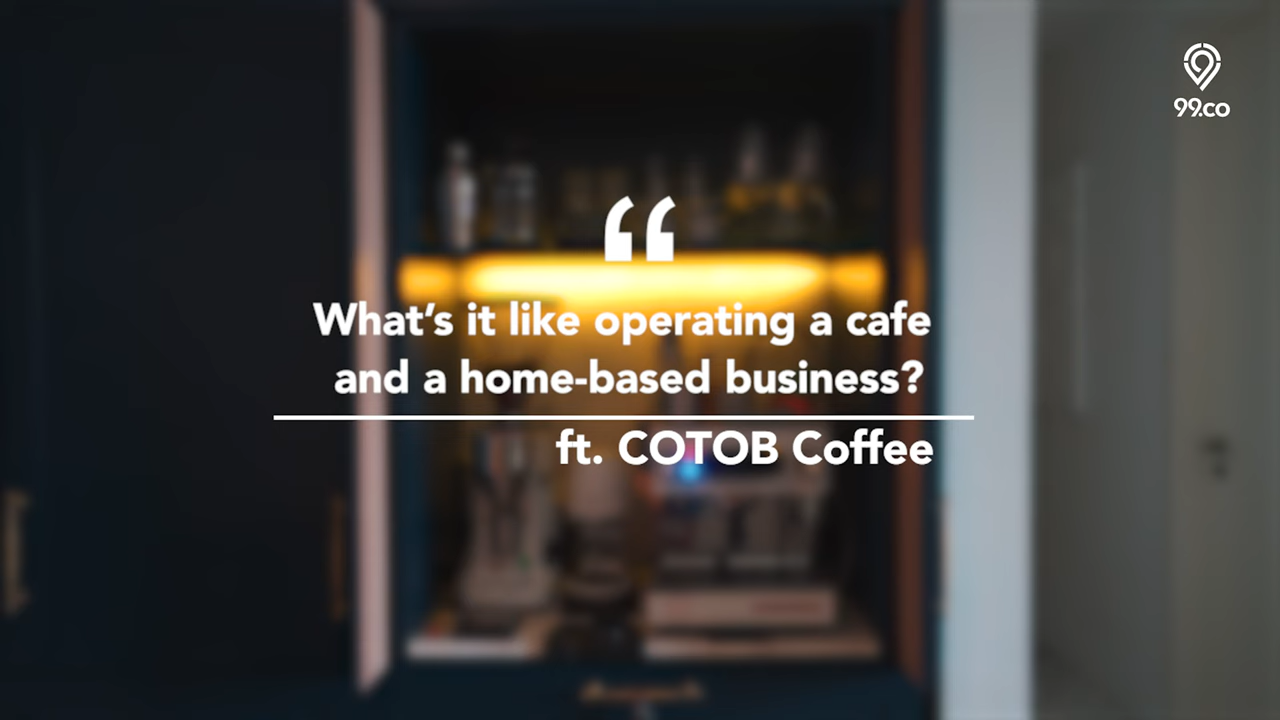 99.co
“
What’s it like operating a cafe
and a home-based business?
ft. COTOB Coffee